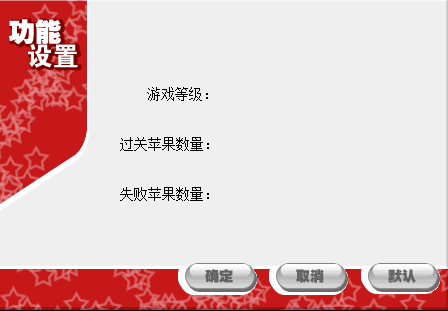 功能
设置
游戏等级：
过关苹果数量：
失败苹果数量：
确定
取消
默认